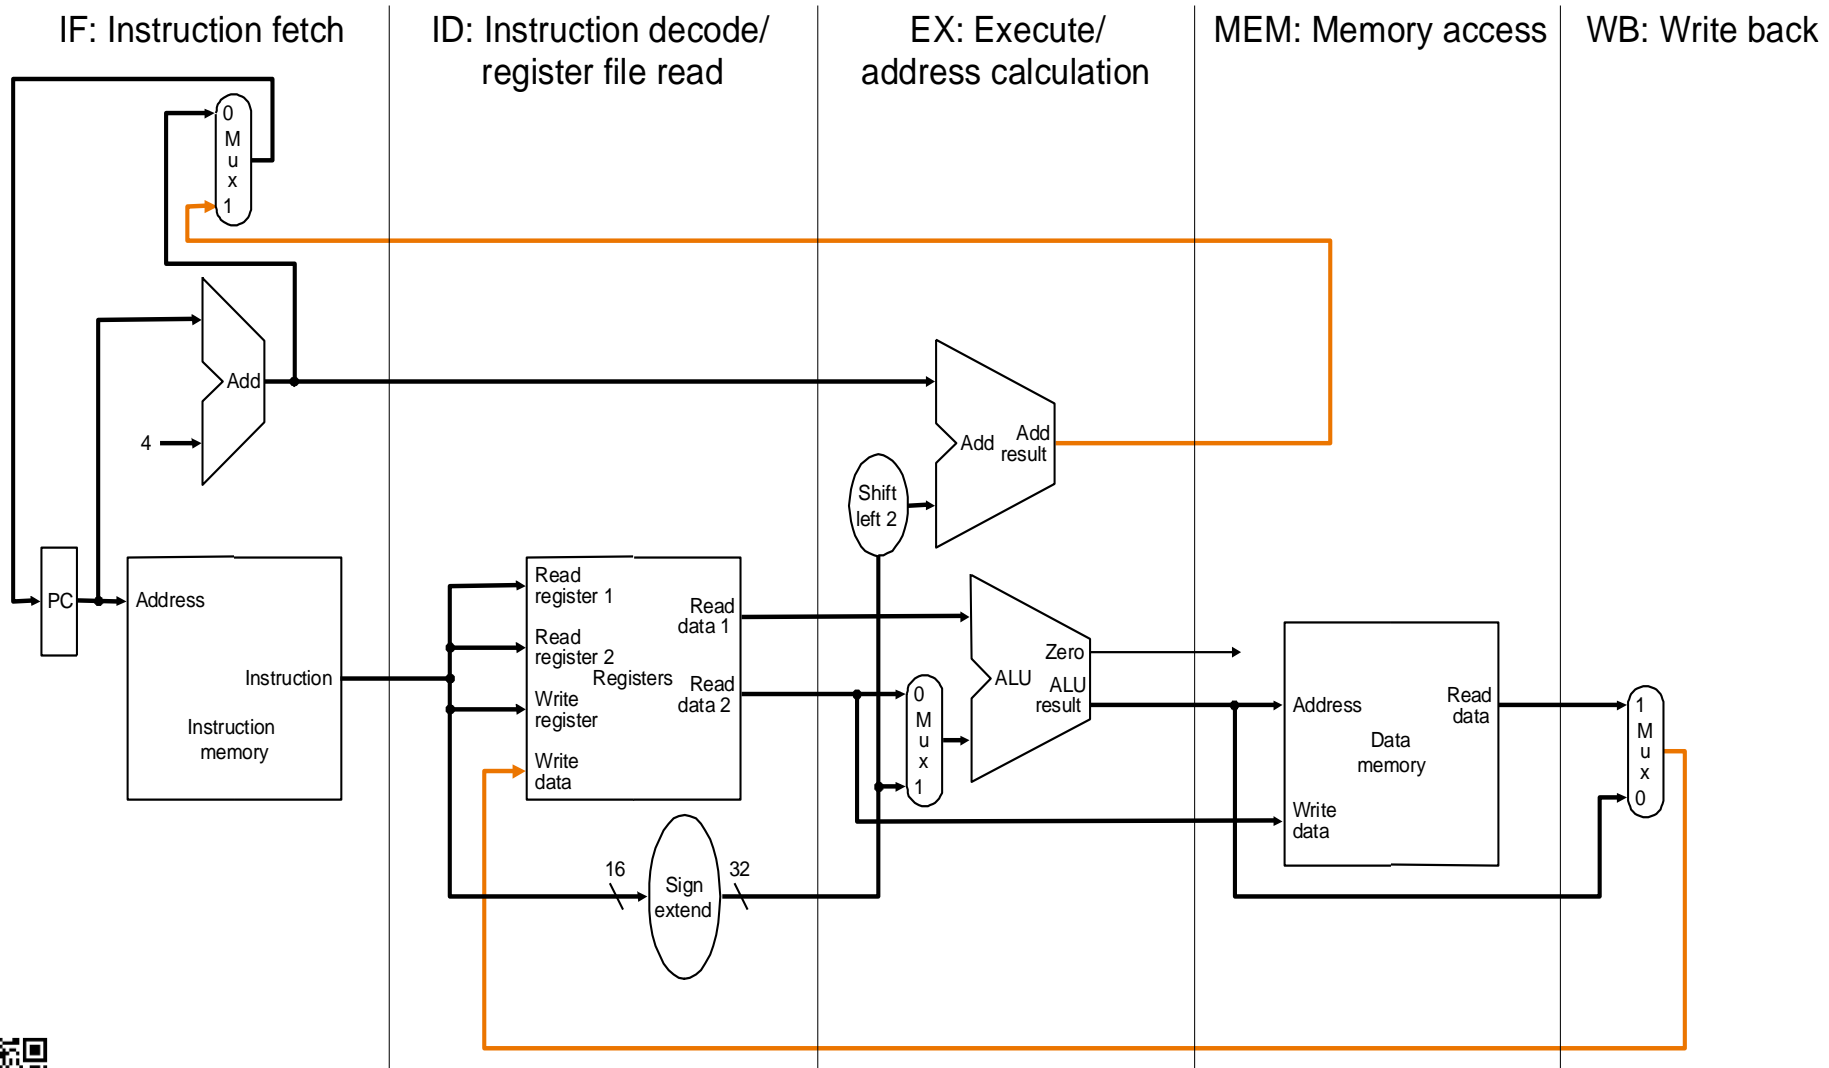 IF: Instruction fetch
ID: Instruction decode/
register file read
EX: Execute/
address calculation
MEM: Memory access
WB: Write back
0
M
u
x
1
Add
4
PC
Address
Instruction
Instruction
memory
Read
register 1
Read
register 2
Write
register
Write
data
Registers
Read
data 1
Read
data 2
16
Sign
extend
32
Shift
left 2
Add
Add
result
0
M
u
x
1
ALU
Zero
ALU
result
Address
Write
data
Data
memory
Read
data
1
M
u
x
0